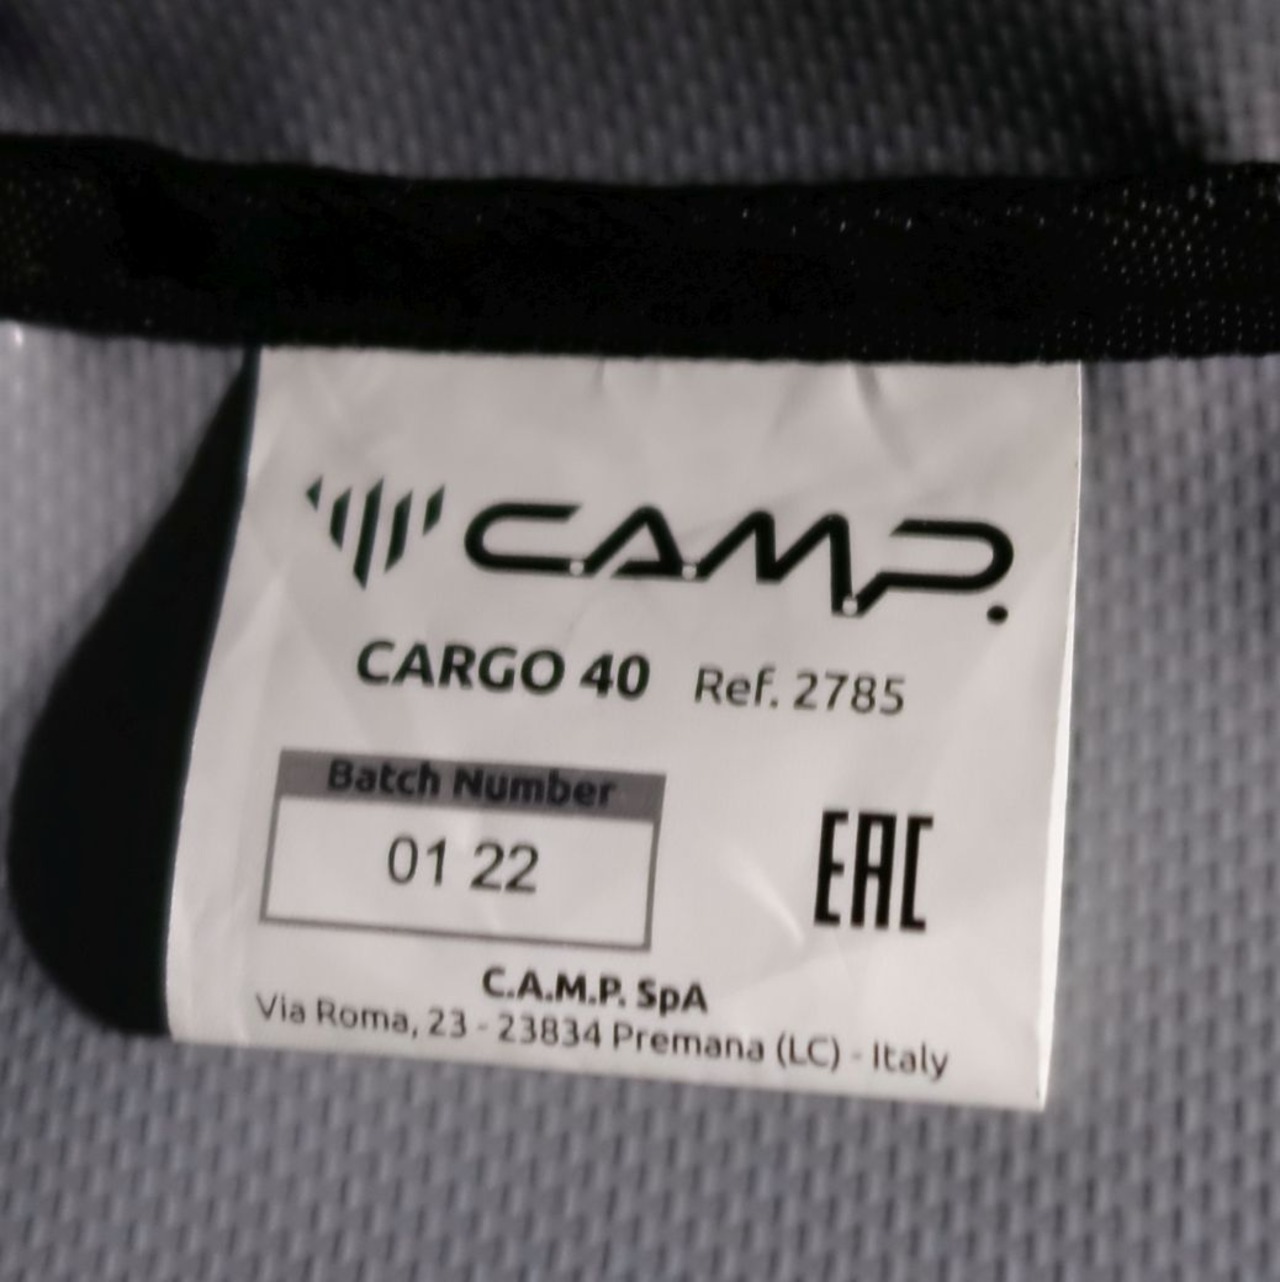 C.A.M.P.
CARGO 40 Ref. 2785
Batch Number
01 22
EAC
C.A.M.P. SpA
Via Roma, 23 - 23834 Premana (LC) - Italy